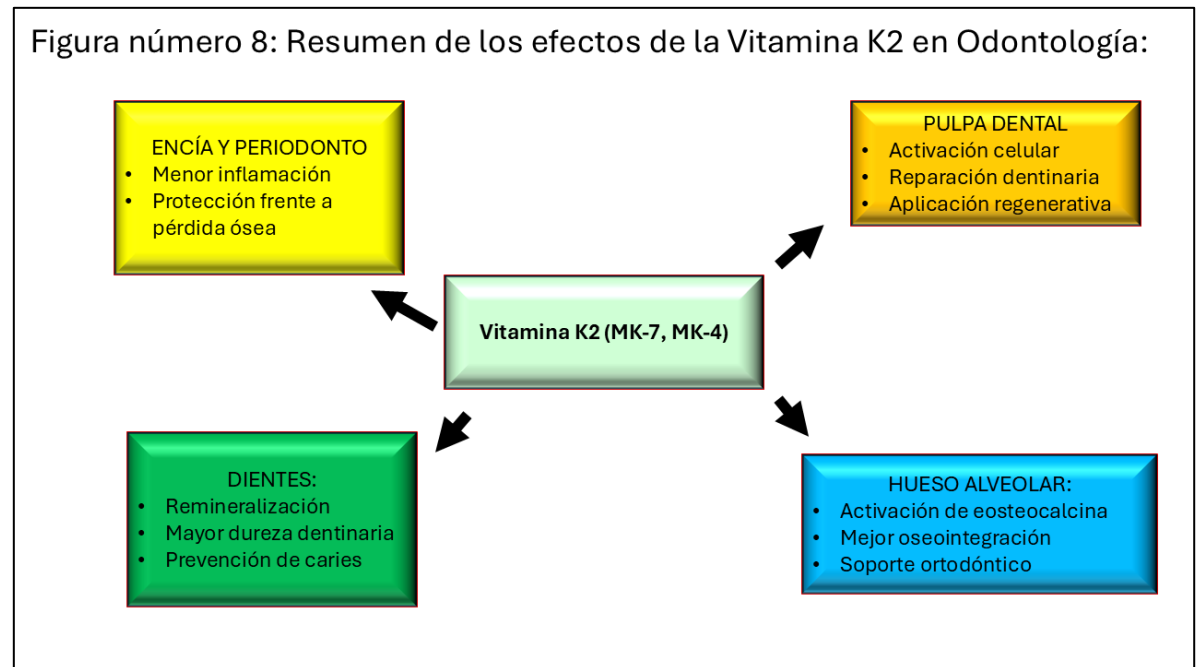 Figura número 8: Resumen de los efectos de la Vitamina K2 en Odontología:
ENCÍA Y PERIODONTO
• Menor inflamación
• Protección frente a
pérdida ósea
PULPA DENTAL
• Activación celular
• Reparación dentinaria
• Aplicación regenerativa
Vitamina K2 (MK-7, MK-4)
DIENTES:
• Remineralización
• Mayor dureza dentinaria
• Prevención de caries
HUESO ALVEOLAR:
• Activación de eosteocalcina
• Mejor oseointegración
• Soporte ortodóntico